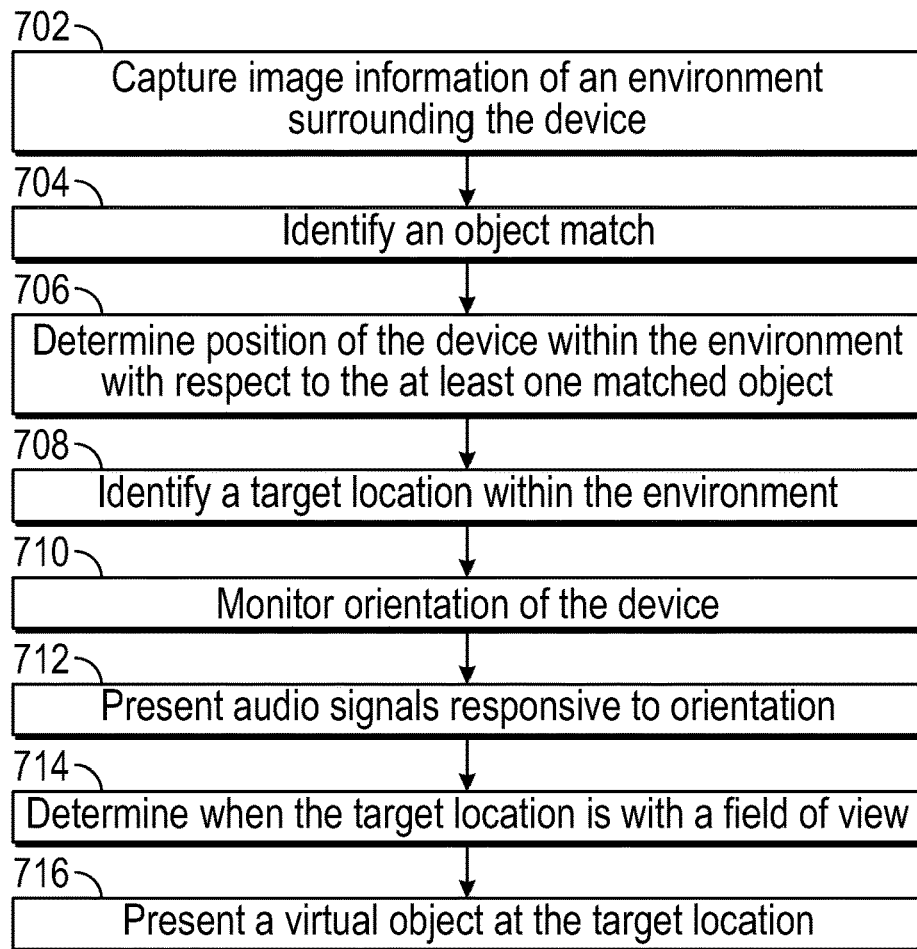 702
Capture image information of an environment
surrounding the device
704
Identify an object match
706
Determine position of the device within the environment
with respect to the at least one matched object
708
Identify a target location within the environment
710
Monitor orientation of the device
712
Present audio signals responsive to orientation
714
Determine when the target location is with a field of view
716
Present a virtual object at the target location